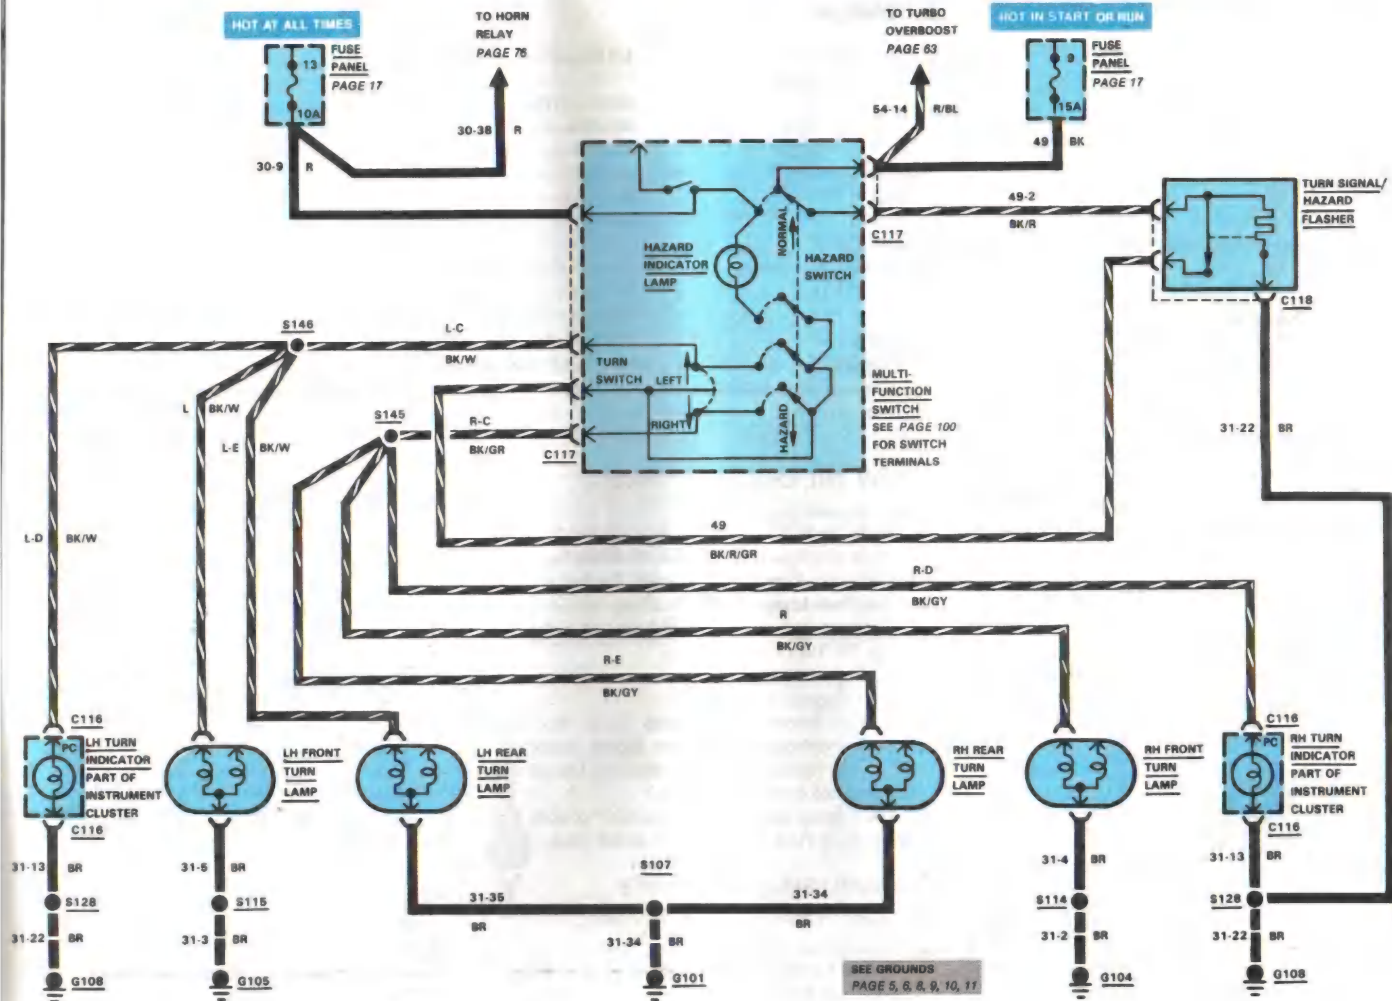 HOT AT ALL TIMES
FUSE
PANEL
PAGE 17
13
10A
TO HORN
RELAY
PAGE 76
30-38 R
30-9 R
TO TURBO
OVERBOOST
PAGE 63
54-14 R/BL
HOT IN START OR RUN
FUSE
PANEL
PAGE 17
9
15A
49 BK
49-2
BK/R
C117
TURN SIGNAL/
HAZARD
FLASHER
C118
HAZARD
INDICATOR
LAMP
NORMAL
HAZARD
SWITCH
TURN
SWITCH
LEFT
RIGHT
HAZARD
MULTI-
FUNCTION
SWITCH
SEE PAGE 100
FOR SWITCH
TERMINALS
31-22 BR
S146
L-C
BK/W
L BK/W
L-E BK/W
S145
R-C
BK/GR
C117
L-D BK/W
49
BK/R/GR
R-D
BK/GY
R
BK/GY
R-E
BK/GY
C116
PC
LH TURN
INDICATOR
PART OF
INSTRUMENT
CLUSTER
C116
LH FRONT
TURN
LAMP
LH REAR
TURN
LAMP
RH REAR
TURN
LAMP
RH FRONT
TURN
LAMP
C116
PC
RH TURN
INDICATOR
PART OF
INSTRUMENT
CLUSTER
C116
31-13 BR
S128
31-22 BR
G108
31-5 BR
S115
31-3 BR
G105
31-35
BR
S107
31-34
BR
31-34 BR
G101
31-4 BR
S114
31-2 BR
G104
31-13 BR
S128
31-22 BR
G108
SEE GROUNDS
PAGE 5, 6, 8, 9, 10, 11